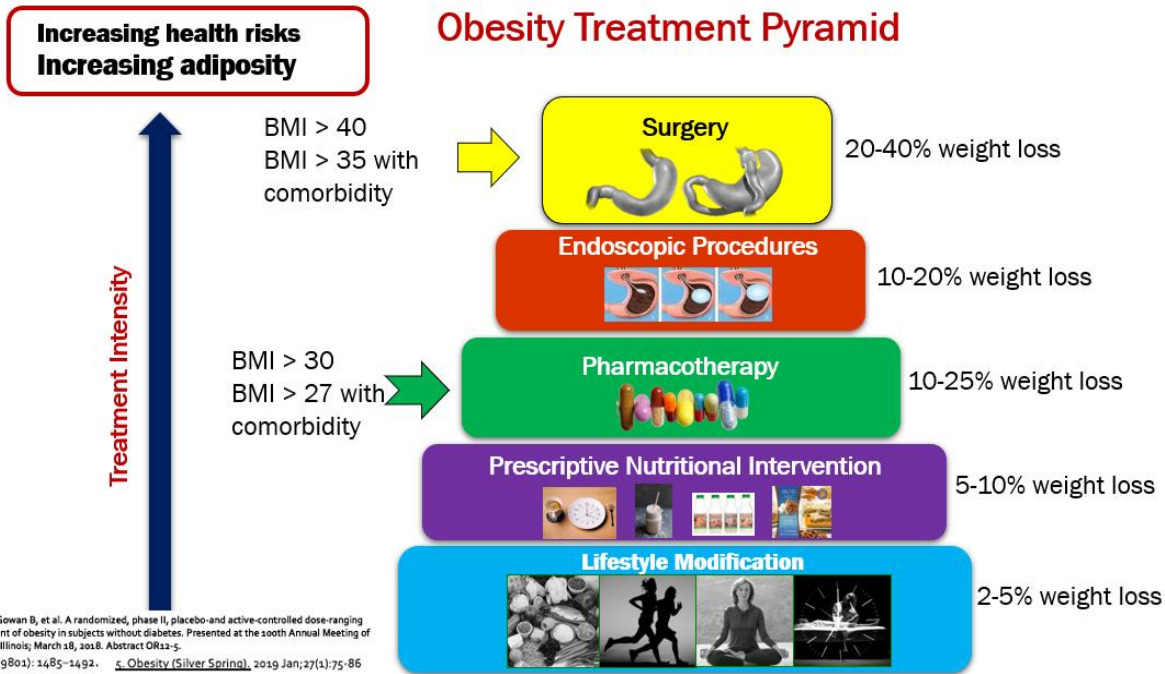 Increasing health risks
Increasing adiposity
Obesity Treatment Pyramid
BMI > 40
BMI > 35 with
comorbidity
Surgery
20-40% weight loss
Endoscopic Procedures
10-20% weight loss
Treatment Intensity
BMI > 30
BMI > 27 with
comorbidity
Pharmacotherapy
10-25% weight loss
Prescriptive Nutritional Intervention
5-10% weight loss
Lifestyle Modification
2-5% weight loss
Gowan B, et al. A randomized, phase II, placebo-and active-controlled dose-ranging
nt of obesity in subjects without diabetes. Presented at the 100th Annual Meeting of
Illinois; March 18, 2018. Abstract OR12-5.
9801): 1485–1492. 5. Obesity (Silver Spring). 2019 Jan;27(1):75-86